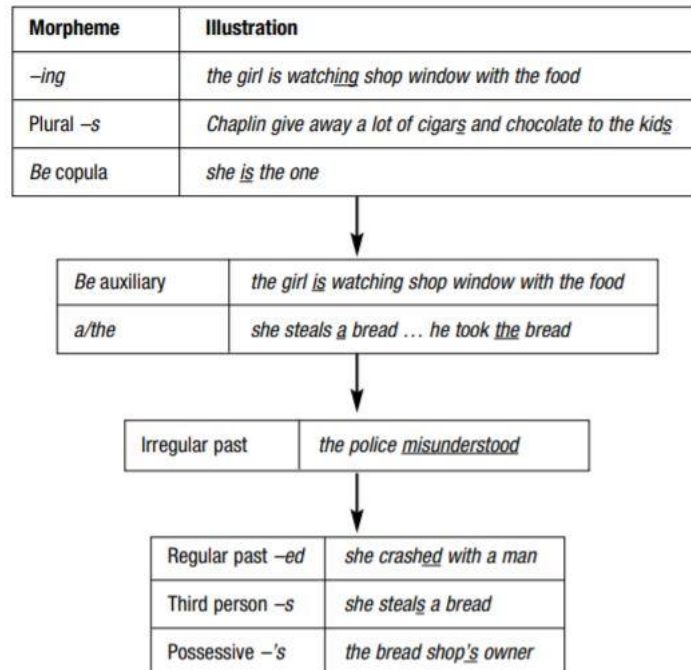 Morpheme Illustration
–ing the girl is watching shop window with the food
Plural –s Chaplin give away a lot of cigars and chocolate to the kids
Be copula she is the one
Be auxiliary the girl is watching shop window with the food
a/the she steals a bread … he took the bread
Irregular past the police misunderstood
Regular past –ed she crashed with a man
Third person –s she steals a bread
Possessive –'s the bread shop's owner